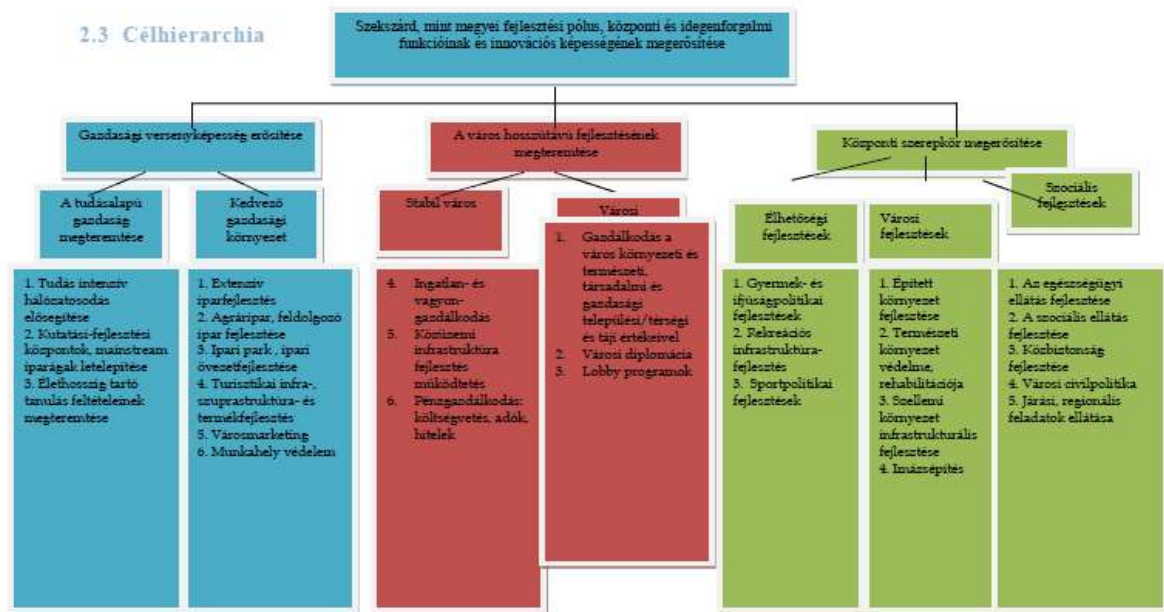 2.3 Célhierarchia
Szekszárd, mint megyei fejlesztési pólus, központi és idegenforgalmi
funkcióinak és innovációs képességének megerősítése
Gazdasági versenyképesség erősítése
A város hosszútávú fejlesztésének
megteremtése
Központi szerepkör megerősítése
A tudásalapú
gazdaság
megteremtése
Kedvező
gazdasági
környezet
Stabil város
Városi
Élhetőségi
fejlesztések
Városi
fejlesztések
Szociális
fejlesztések
1. Tudás intenzív
hálózatosodás
elősegítése
2. Kutatási-fejlesztési
központok, mainstream
iparágak letelepítése
3. Élethosszig tartó
tanulás feltételeinek
megteremtése
1. Extenzív
iparfejlesztés
2. Agráripar, feldolgozó
ipar fejlesztése
3. Ipari park , ipari
övezetfejlesztése
4. Turisztikai infra-,
szuprastruktúra- és
termékfejlesztés
5. Városmarketing
6. Munkahely védelem
4. Ingatlan- és
vagyon-
gazdálkodás
5. Közüzemi
infrastruktúra
fejlesztés
működtetés
6. Pénzgazdálkodás:
költségvetés, adók,
hitelek
1. Gazdálkodás a
város környezeti és
természeti,
társadalmi és
gazdasági
települési/térségi
és táji értékeivel
2. Városi diplomácia
3. Lobby programok
1. Gyermek- és
ifjúságpolitikai
fejlesztések
2. Rekreációs
infrastruktúra-
fejlesztés
3. Sportpolitikai
fejlesztések
1. Épített
környezet
fejlesztése
2. Természeti
környezet
védelme,
rehabilitációja
3. Szellemi
környezet
infrastrukturális
fejlesztése
4. Imázsépítés
1. Az egészségügyi
ellátás fejlesztése
2. A szociális ellátás
fejlesztése
3. Közbiztonság
fejlesztése
4. Városi civilpolitika
5. Járási, regionális
feladatok ellátása